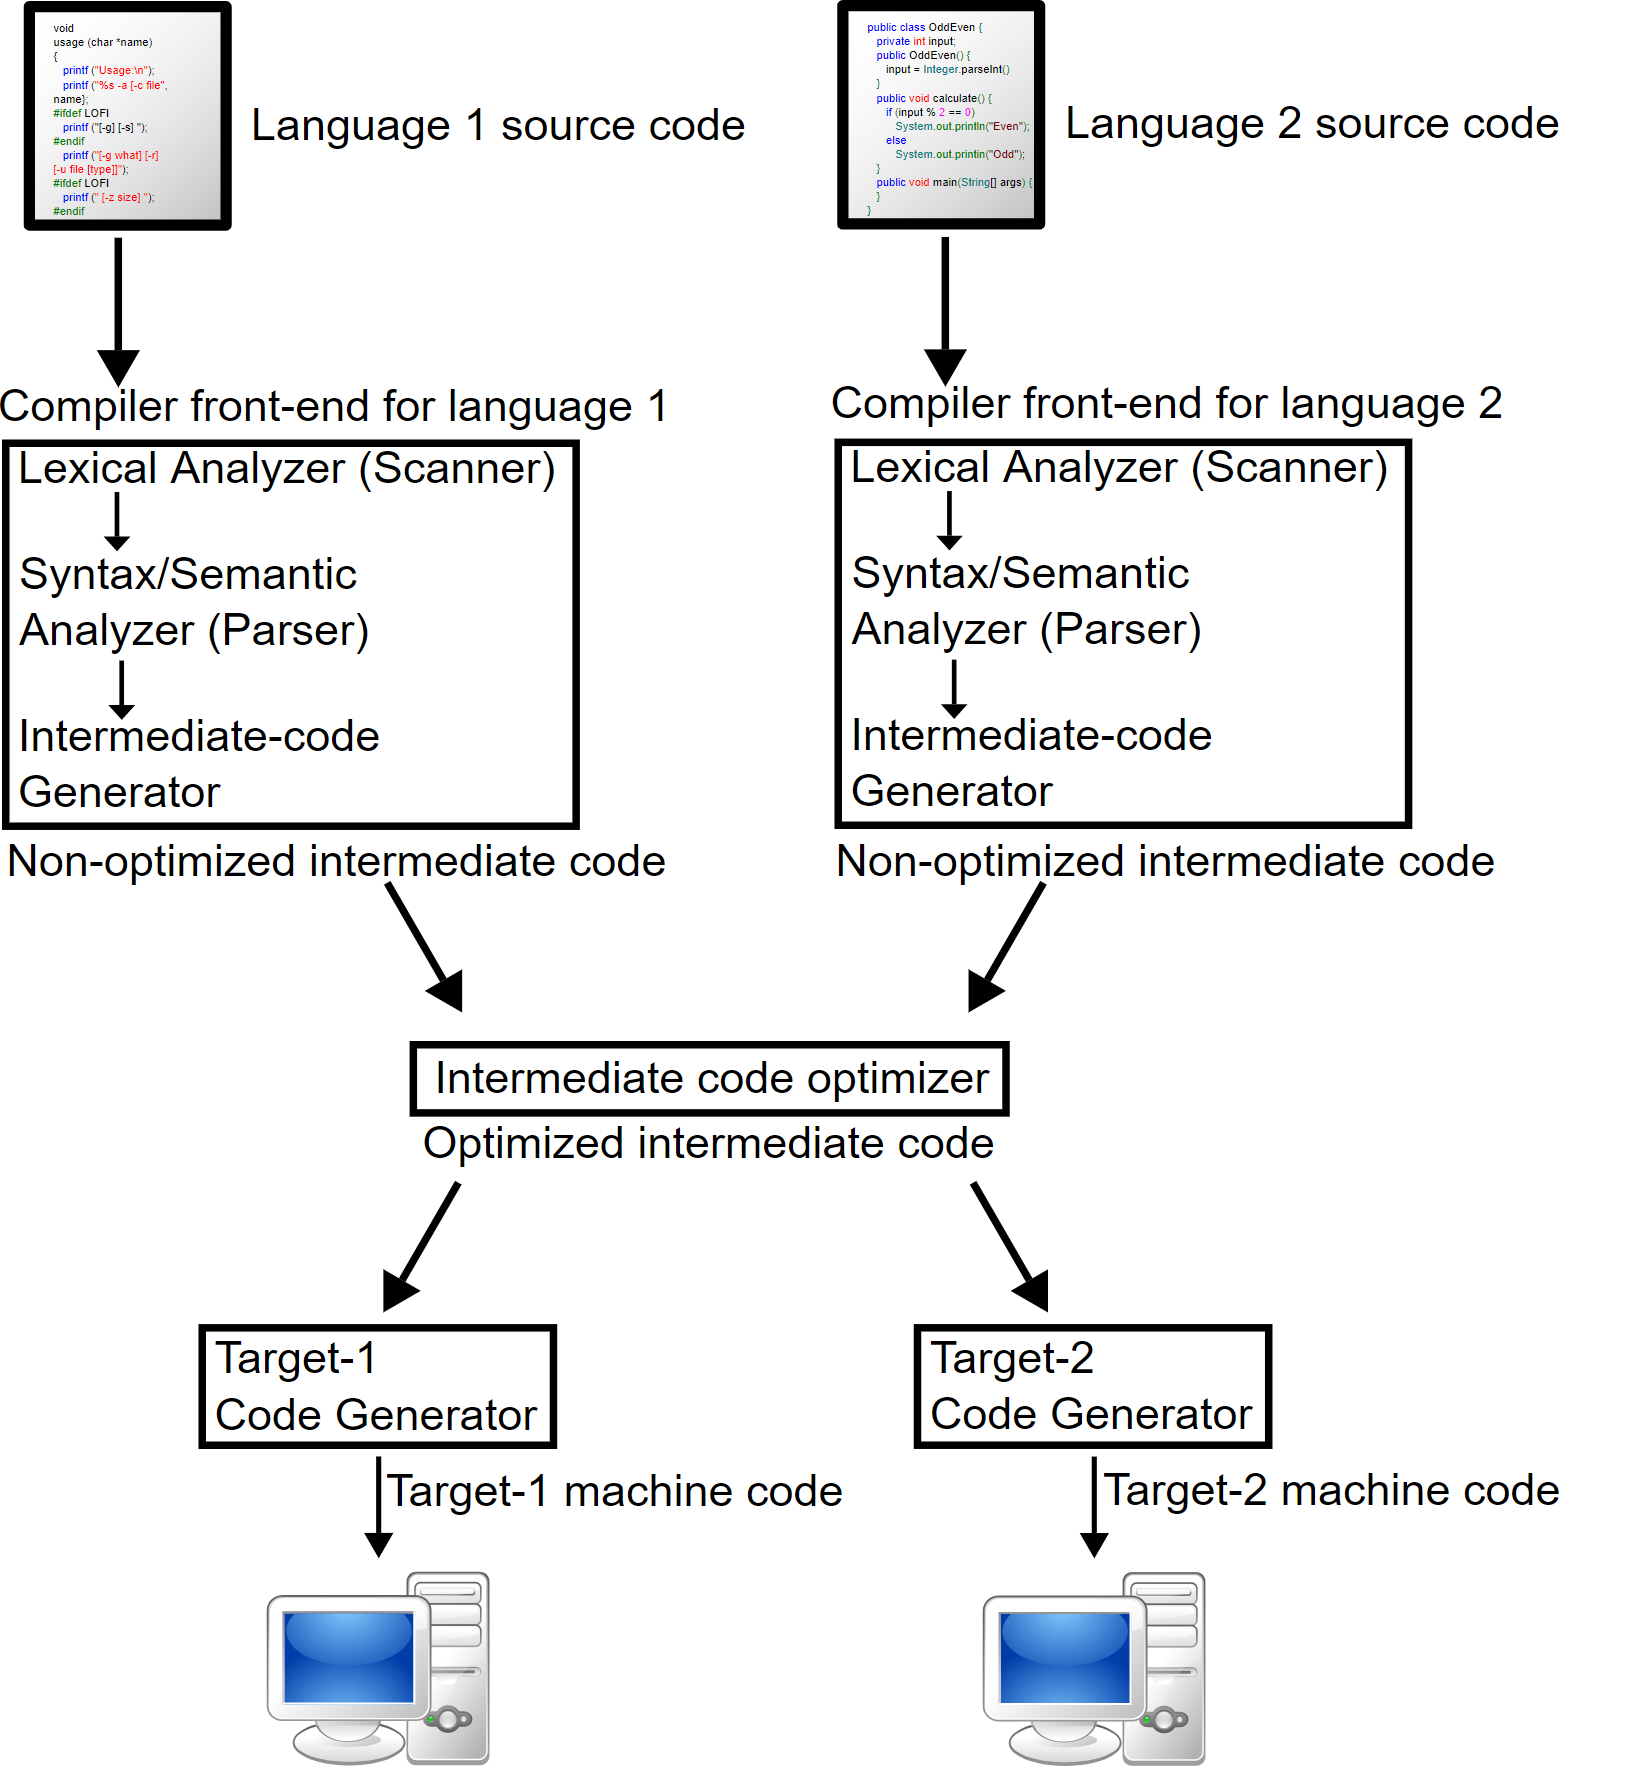 void
usage (char *name)
{
printf ("Usage:\n");
printf ("%s -a [-c file",
name};
#ifdef LOFI
printf ("[-g] [-s] ");
#endif
printf ("[-g what] [-r]
[-u file [type]]");
#ifdef LOFI
printf (" [-z size] ");
#endif
Language 1 source code
public class OddEven {
private int input;
public OddEven() {
input = Integer.parseInt()
}
public void calculate() {
if (input % 2 == 0)
System.out.println("Even");
else
System.out.println("Odd");
}
public void main(String[] args) {
}
}
Language 2 source code
Compiler front-end for language 1
Lexical Analyzer (Scanner)
Syntax/Semantic
Analyzer (Parser)
Intermediate-code
Generator
Non-optimized intermediate code
Compiler front-end for language 2
Lexical Analyzer (Scanner)
Syntax/Semantic
Analyzer (Parser)
Intermediate-code
Generator
Non-optimized intermediate code
Intermediate code optimizer
Optimized intermediate code
Target-1
Code Generator
Target-1 machine code
Target-2
Code Generator
Target-2 machine code